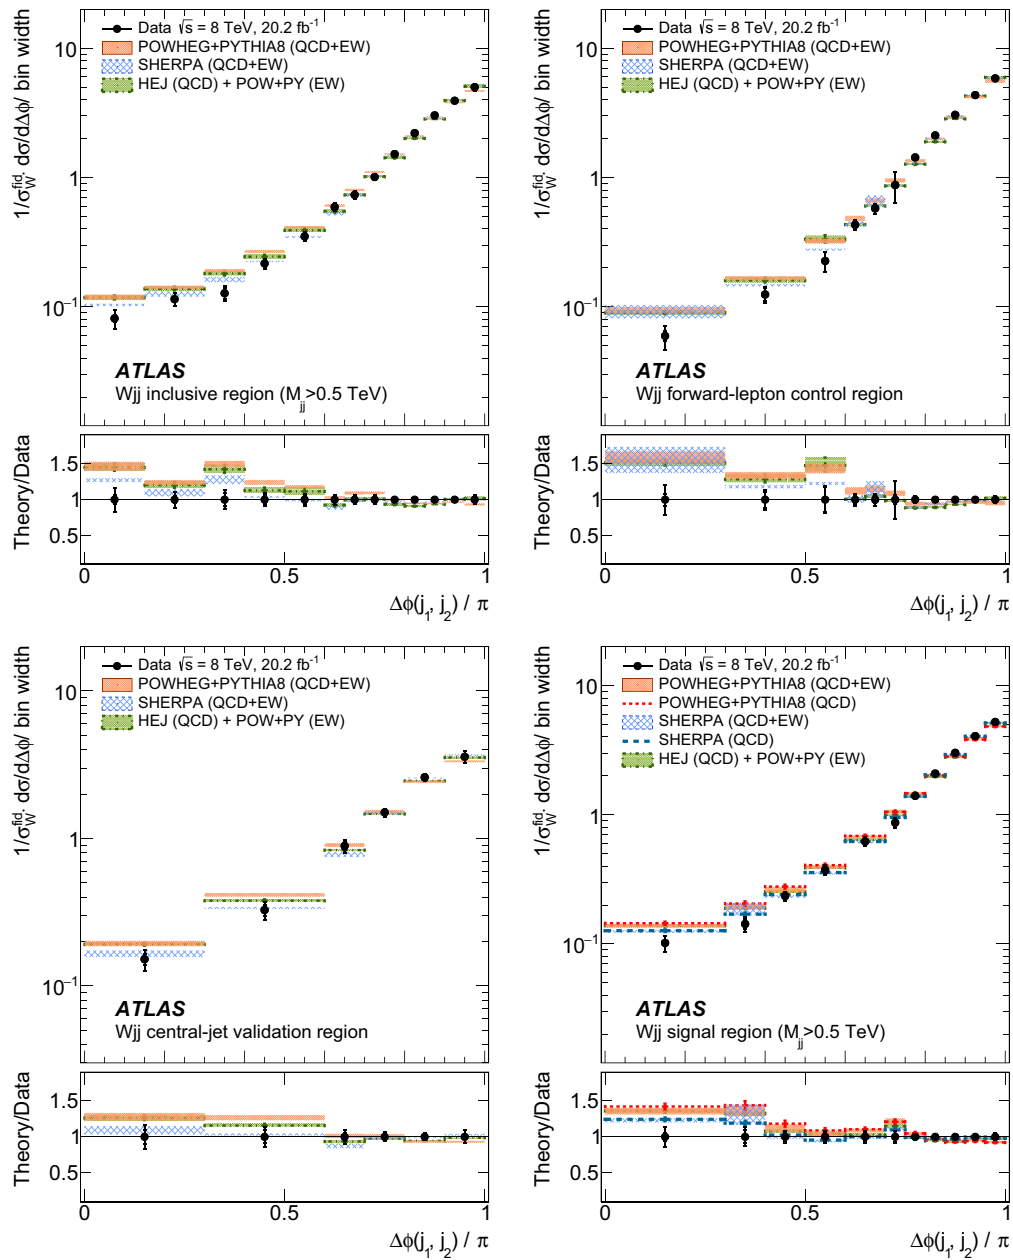 Data √s = 8 TeV, 20.2 fb⁻¹
POWHEG+PYTHIA8 (QCD+EW)
SHERPA (QCD+EW)
HEJ (QCD) + POW+PY (EW)
1/σ_W^fid. dσ/dΔϕ/ bin width
10
1
10⁻¹
ATLAS
Wjj inclusive region (M_jj>0.5 TeV)
Theory/Data
1.5
1
0.5
0 0.5 1
Δϕ(j₁, j₂) / π
Data √s = 8 TeV, 20.2 fb⁻¹
POWHEG+PYTHIA8 (QCD+EW)
SHERPA (QCD+EW)
HEJ (QCD) + POW+PY (EW)
1/σ_W^fid. dσ/dΔϕ/ bin width
10
1
10⁻¹
ATLAS
Wjj forward-lepton control region
Theory/Data
1.5
1
0.5
0 0.5 1
Δϕ(j₁, j₂) / π
Data √s = 8 TeV, 20.2 fb⁻¹
POWHEG+PYTHIA8 (QCD+EW)
SHERPA (QCD+EW)
HEJ (QCD) + POW+PY (EW)
1/σ_W^fid. dσ/dΔϕ/ bin width
10
1
10⁻¹
ATLAS
Wjj central-jet validation region
Theory/Data
1.5
1
0.5
0 0.5 1
Δϕ(j₁, j₂) / π
Data √s = 8 TeV, 20.2 fb⁻¹
POWHEG+PYTHIA8 (QCD+EW)
POWHEG+PYTHIA8 (QCD)
SHERPA (QCD+EW)
SHERPA (QCD)
HEJ (QCD) + POW+PY (EW)
1/σ_W^fid. dσ/dΔϕ/ bin width
10
1
10⁻¹
ATLAS
Wjj signal region (M_jj>0.5 TeV)
Theory/Data
1.5
1
0.5
0 0.5 1
Δϕ(j₁, j₂) / π